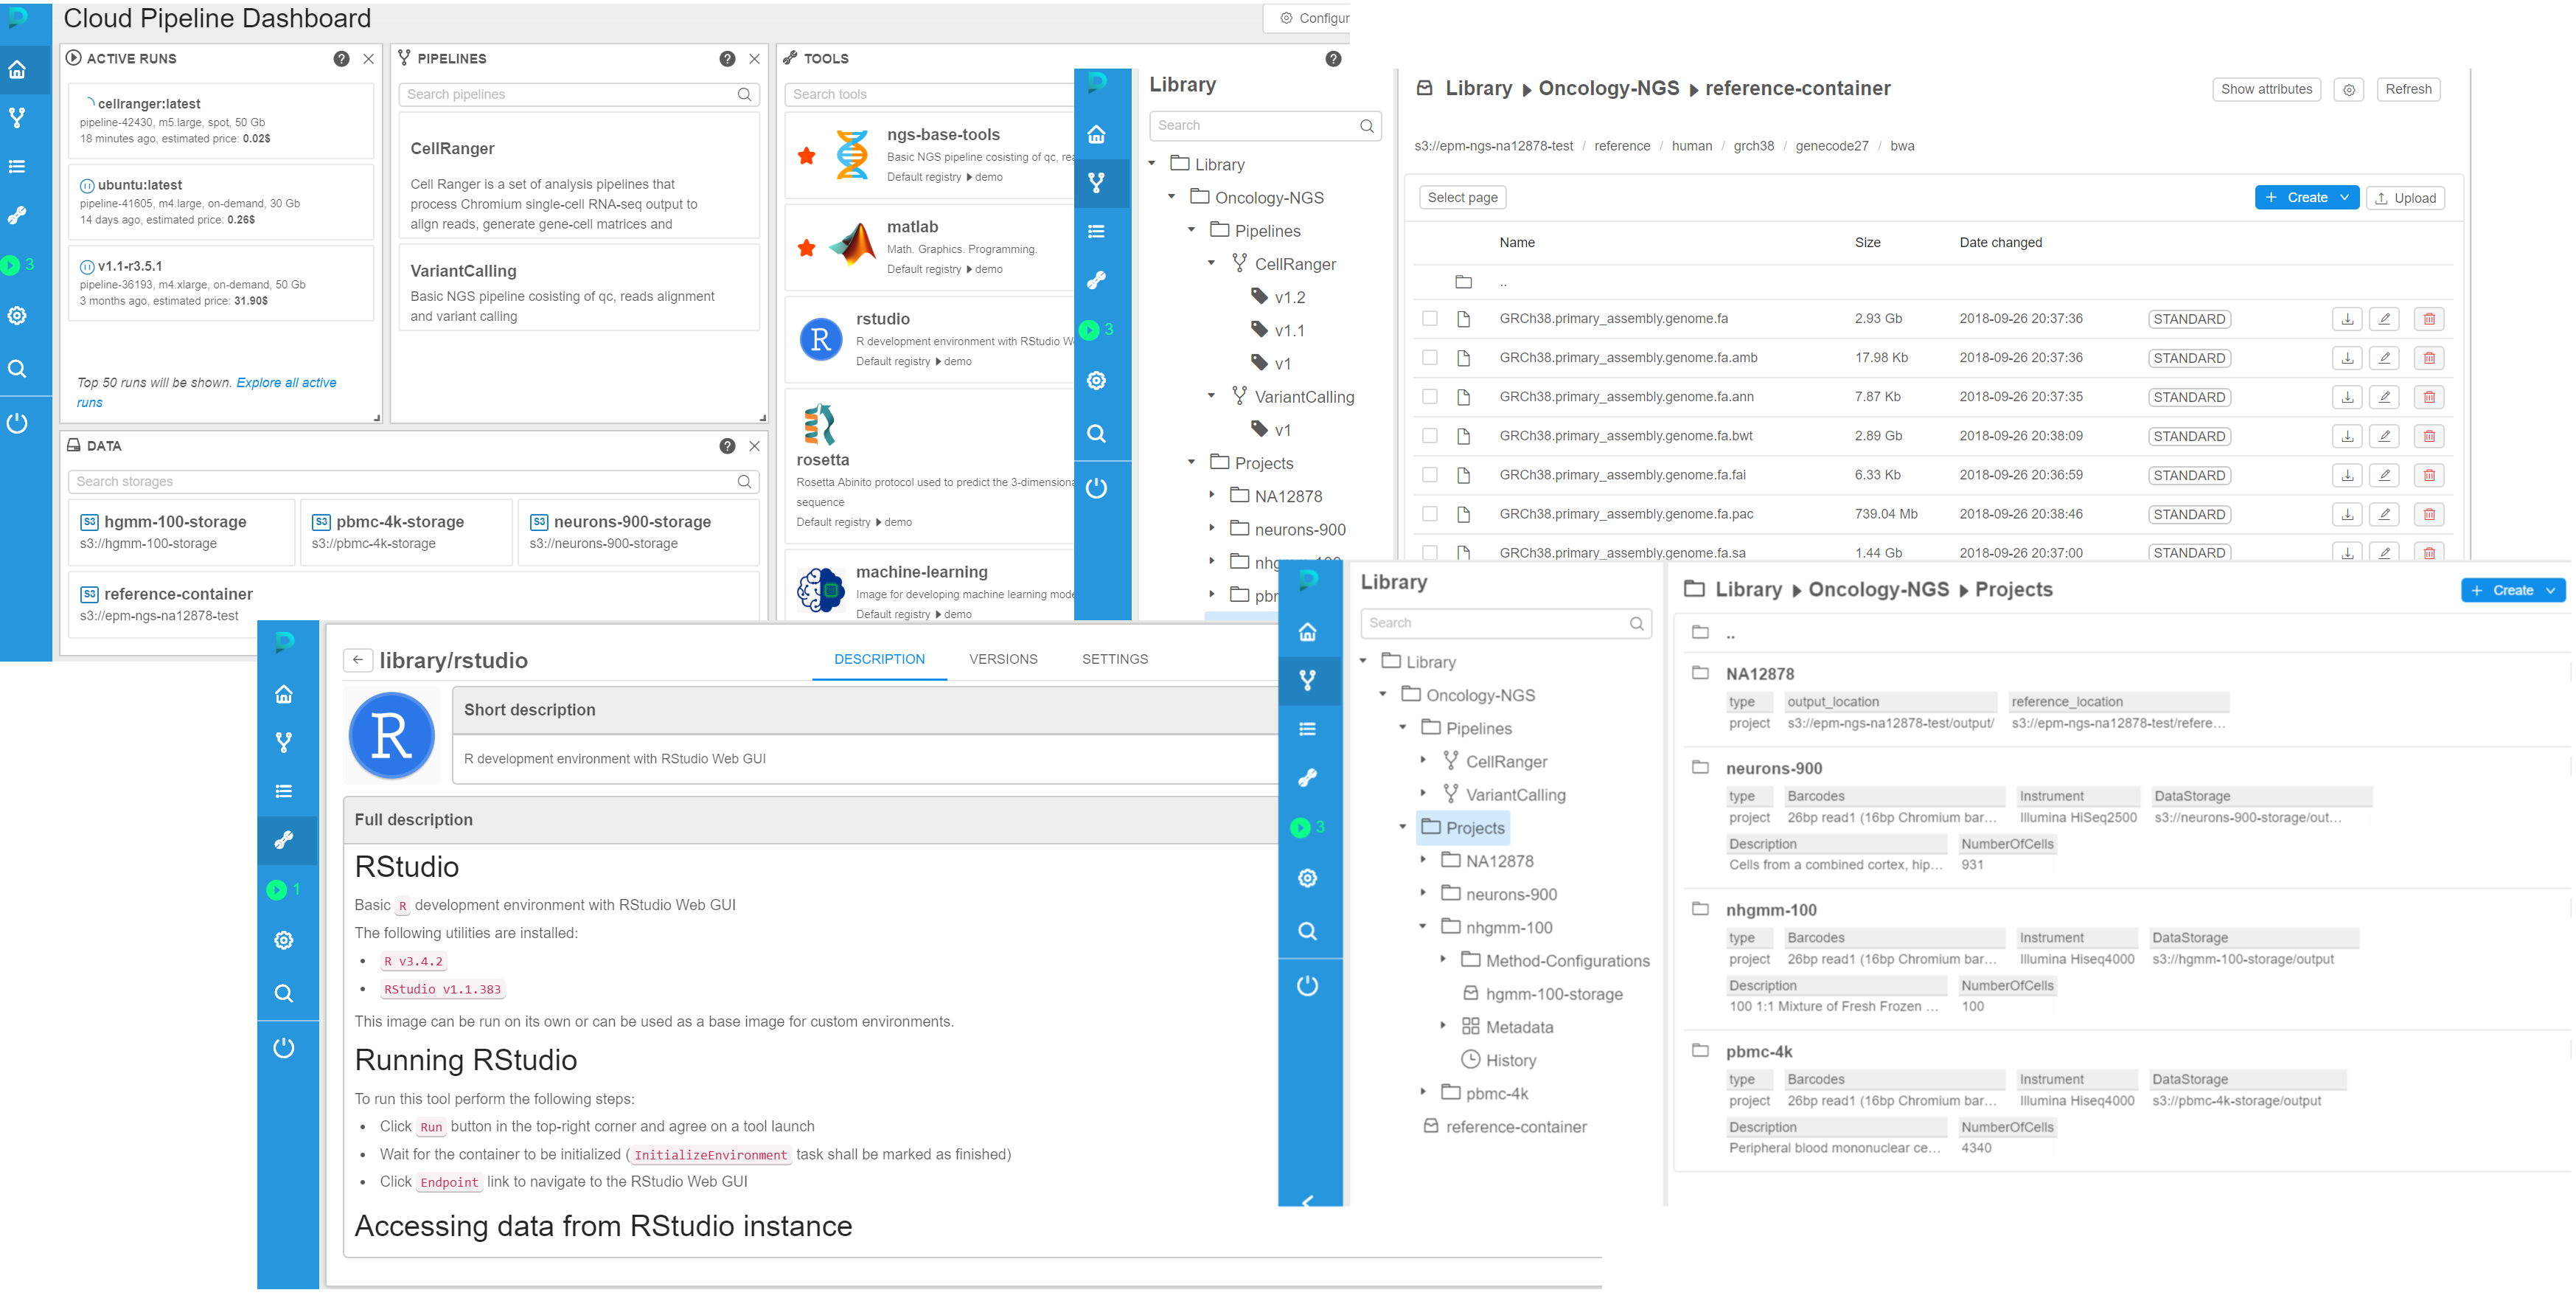 Cloud Pipeline Dashboard
Configur
ACTIVE RUNS
cellranger:latest
pipeline-42430, m5.large, spot, 50 Gb
18 minutes ago, estimated price: 0.02$
ubuntu:latest
pipeline-41605, m4.large, on-demand, 30 Gb
14 days ago, estimated price: 0.26$
v1.1-r3.5.1
pipeline-36193, m4.xlarge, on-demand, 50 Gb
3 months ago, estimated price: 31.90$
Top 50 runs will be shown. Explore all active
runs
3
PIPELINES
Search pipelines
CellRanger
Cell Ranger is a set of analysis pipelines that
process Chromium single-cell RNA-seq output to
align reads, generate gene-cell matrices and
VariantCalling
Basic NGS pipeline cosisting of qc, reads alignment
and variant calling
TOOLS
Search tools
ngs-base-tools
Basic NGS pipeline cosisting of qc, rea
Default registry demo
matlab
Math. Graphics. Programming.
Default registry demo
rstudio
R development environment with RStudio W
Default registry demo
rosetta
Rosetta Abinito protocol used to predict the 3-dimensiona
sequence
Default registry demo
machine-learning
Image for developing machine learning mode
Default registry demo
DATA
Search storages
S3 hgmm-100-storage
s3://hgmm-100-storage
S3 pbmc-4k-storage
s3://pbmc-4k-storage
S3 neurons-900-storage
s3://neurons-900-storage
S3 reference-container
s3://epm-ngs-na12878-test
3
Library
Search
Library
Oncology-NGS
Pipelines
CellRanger
v1.2
v1.1
v1
VariantCalling
v1
Projects
NA12878
neurons-900
nhgmm-100
pbr
Library Oncology-NGS reference-container
Show attributes
Refresh
s3://epm-ngs-na12878-test / reference / human / grch38 / genecode27 / bwa
Select page
+ Create
Upload
Name Size Date changed
..
GRCh38.primary_assembly.genome.fa 2.93 Gb 2018-09-26 20:37:36 STANDARD
GRCh38.primary_assembly.genome.fa.amb 17.98 Kb 2018-09-26 20:37:36 STANDARD
GRCh38.primary_assembly.genome.fa.ann 7.87 Kb 2018-09-26 20:37:35 STANDARD
GRCh38.primary_assembly.genome.fa.bwt 2.89 Gb 2018-09-26 20:38:09 STANDARD
GRCh38.primary_assembly.genome.fa.fai 6.33 Kb 2018-09-26 20:36:59 STANDARD
GRCh38.primary_assembly.genome.fa.pac 739.04 Mb 2018-09-26 20:38:46 STANDARD
GRCh38.primary_assembly.genome.fa.sa 1.44 Gb 2018-09-26 20:37:00 STANDARD
1
library/rstudio
DESCRIPTION VERSIONS SETTINGS
R
Short description
R development environment with RStudio Web GUI
Full description
RStudio
Basic R development environment with RStudio Web GUI
The following utilities are installed:
• R v3.4.2
• RStudio v1.1.383
This image can be run on its own or can be used as a base image for custom environments.
Running RStudio
To run this tool perform the following steps:
• Click Run button in the top-right corner and agree on a tool launch
• Wait for the container to be initialized (InitializeEnvironment task shall be marked as finished)
• Click Endpoint link to navigate to the RStudio Web GUI
Accessing data from RStudio instance
3
Library
Search
Library
Oncology-NGS
Pipelines
CellRanger
VariantCalling
Projects
NA12878
neurons-900
nhgmm-100
Method-Configurations
hgmm-100-storage
Metadata
History
pbmc-4k
reference-container
Library Oncology-NGS Projects
+ Create
..
NA12878
type output_location reference_location
project s3://epm-ngs-na12878-test/output/ s3://epm-ngs-na12878-test/refere...
neurons-900
type Barcodes Instrument DataStorage
project 26bp read1 (16bp Chromium bar... Illumina HiSeq2500 s3://neurons-900-storage/out...
Description NumberOfCells
Cells from a combined cortex, hip... 931
nhgmm-100
type Barcodes Instrument DataStorage
project 26bp read1 (16bp Chromium bar... Illumina Hiseq4000 s3://hgmm-100-storage/output
Description NumberOfCells
100 1:1 Mixture of Fresh Frozen ... 100
pbmc-4k
type Barcodes Instrument DataStorage
project 26bp read1 (16bp Chromium bar... Illumina Hiseq4000 s3://pbmc-4k-storage/output
Description NumberOfCells
Peripheral blood mononuclear ce... 4340